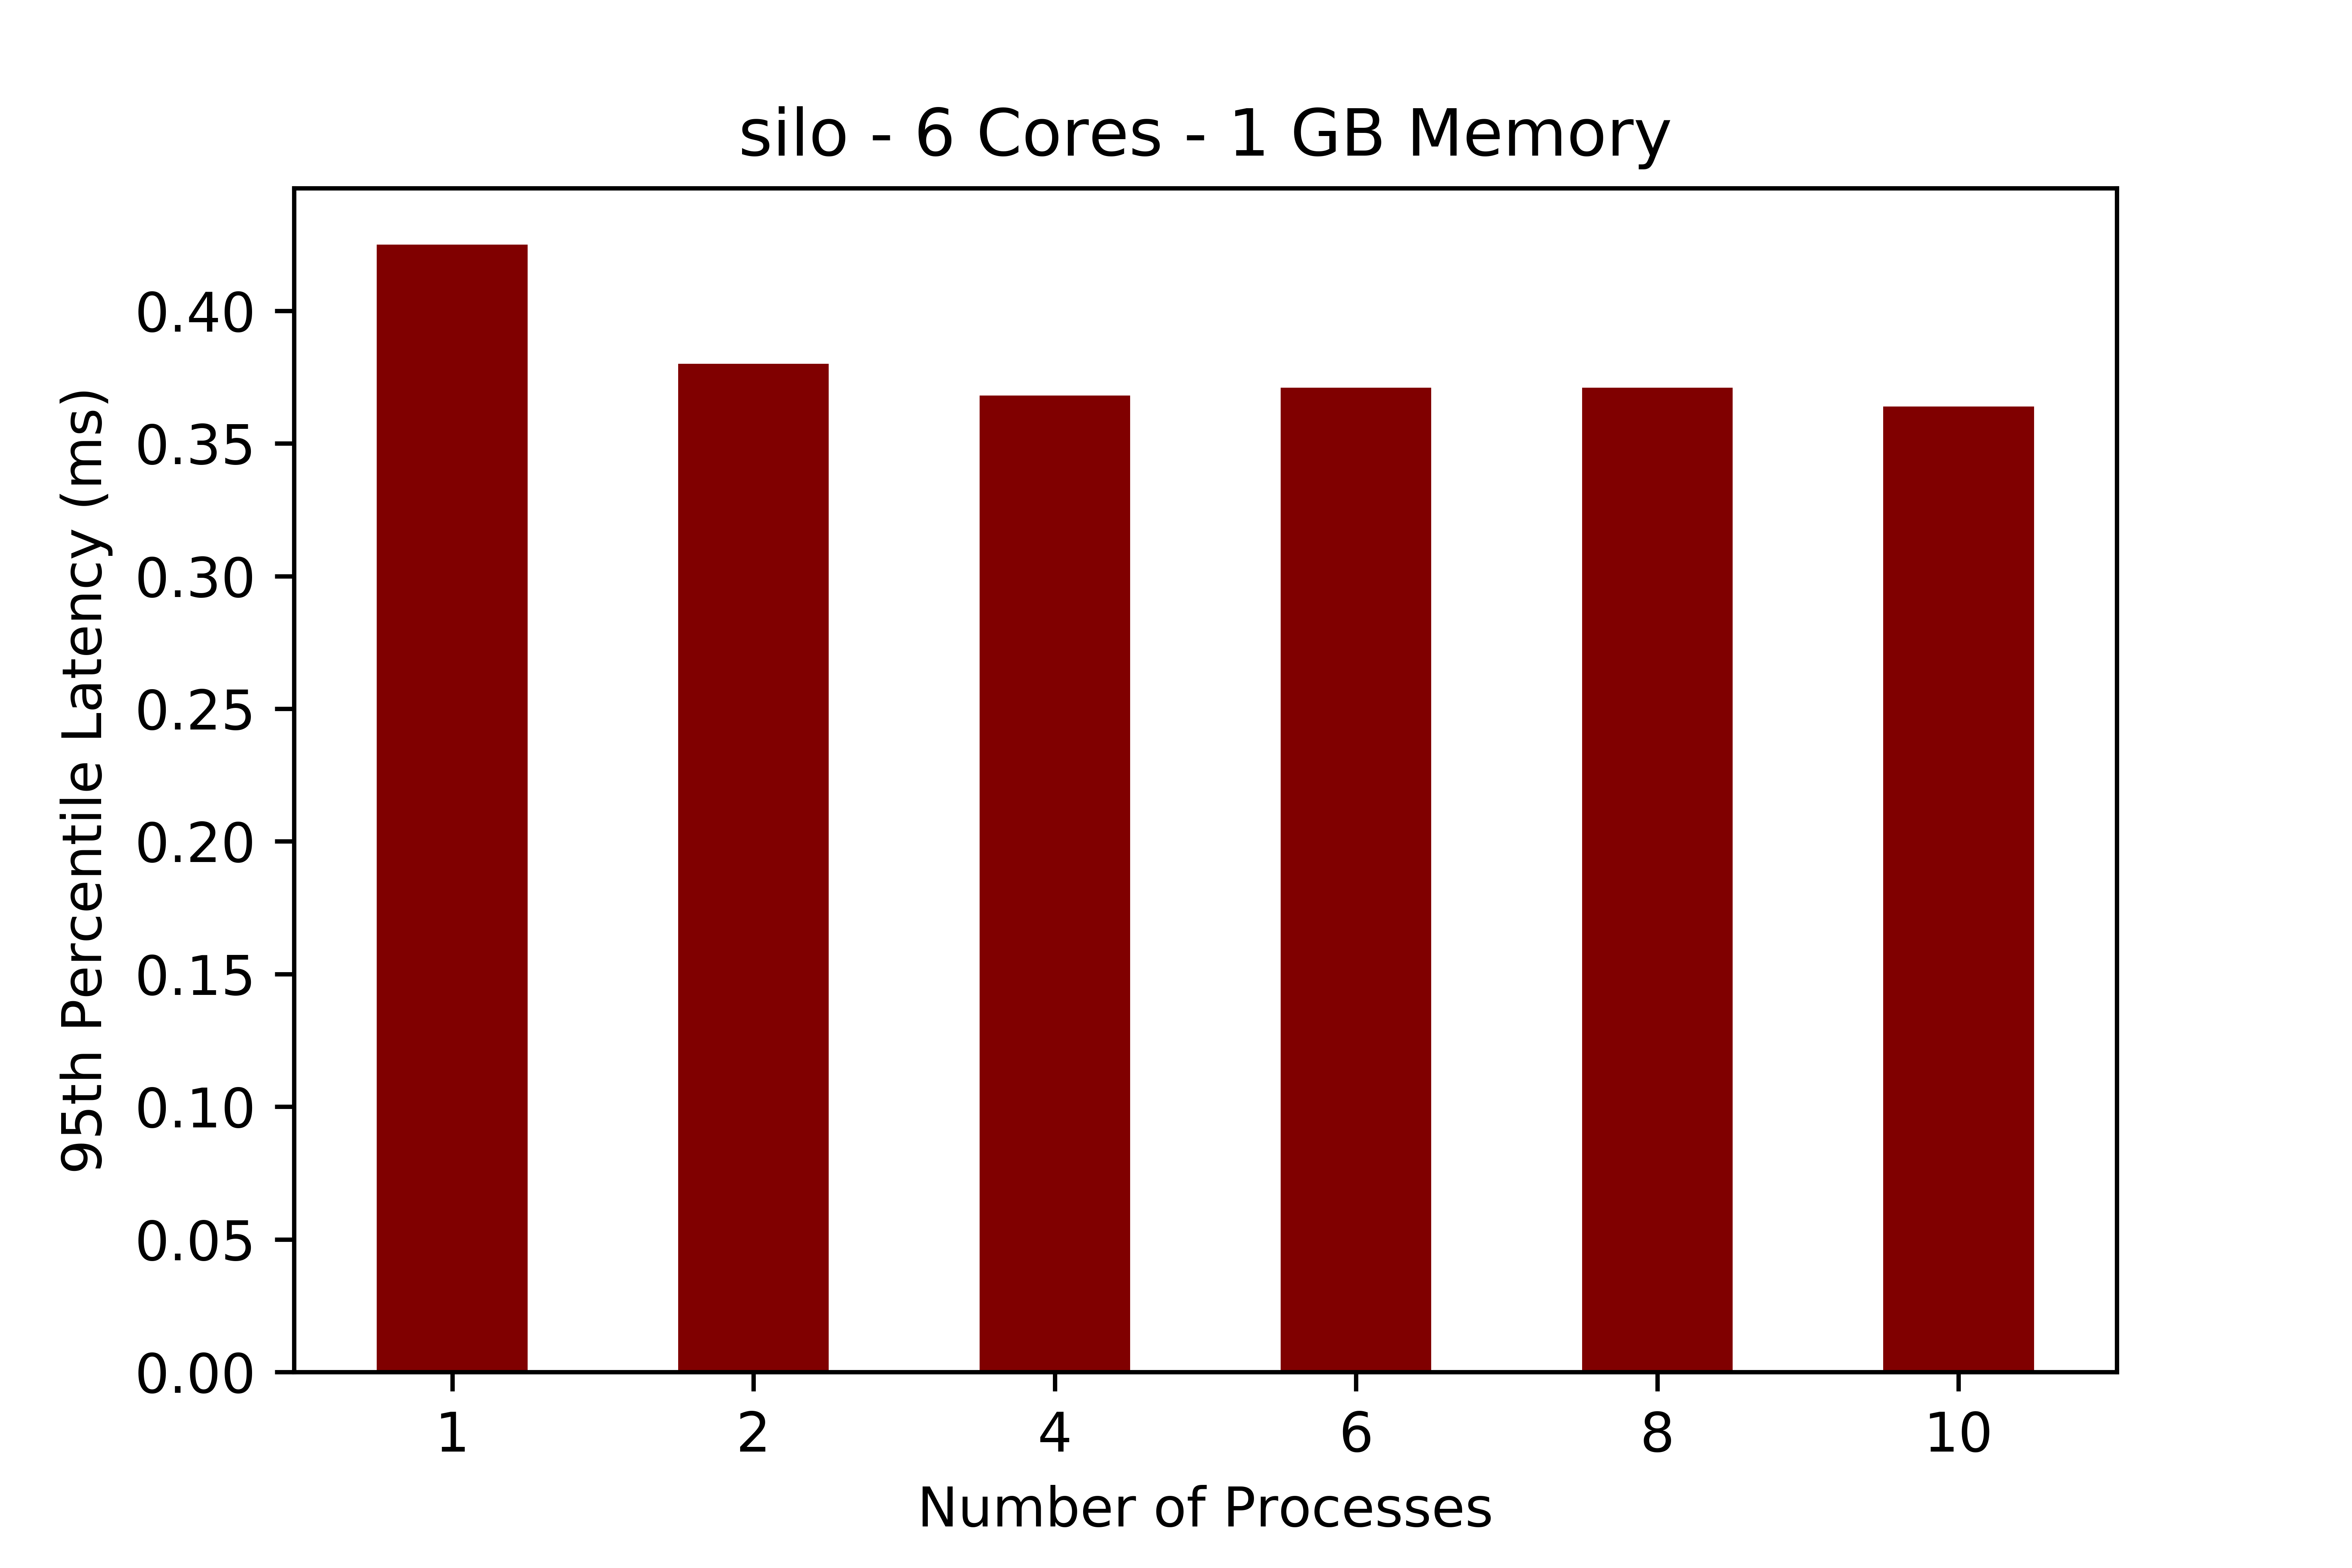 silo - 6 Cores - 1 GB Memory
95th Percentile Latency (ms)
0.40
0.35
0.30
0.25
0.20
0.15
0.10
0.05
0.00
1 2 4 6 8 10
Number of Processes